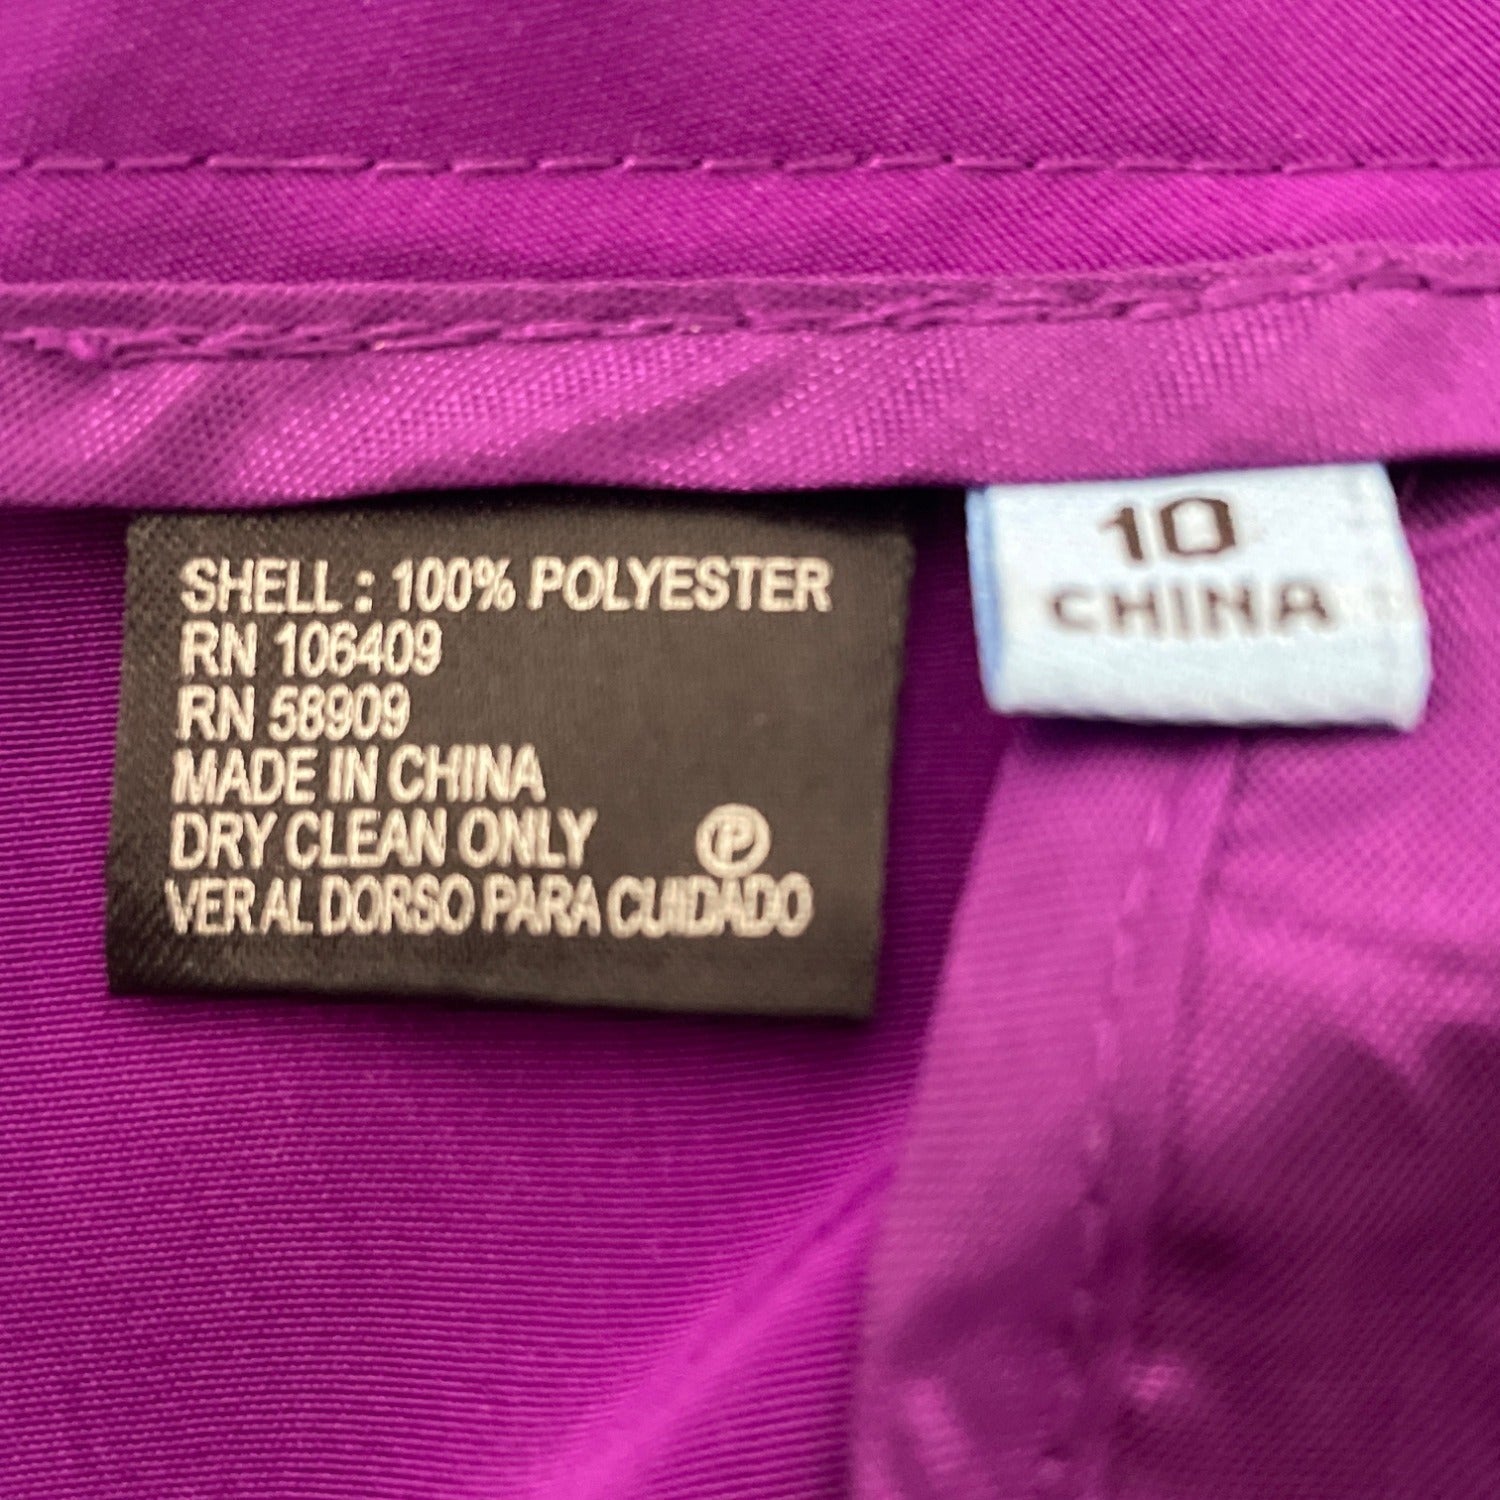 SHELL : 100% POLYESTER
RN 106409
RN 58909
MADE IN CHINA
DRY CLEAN ONLY Ⓟ
VER AL DORSO PARA CUIDADO
10
CHINA